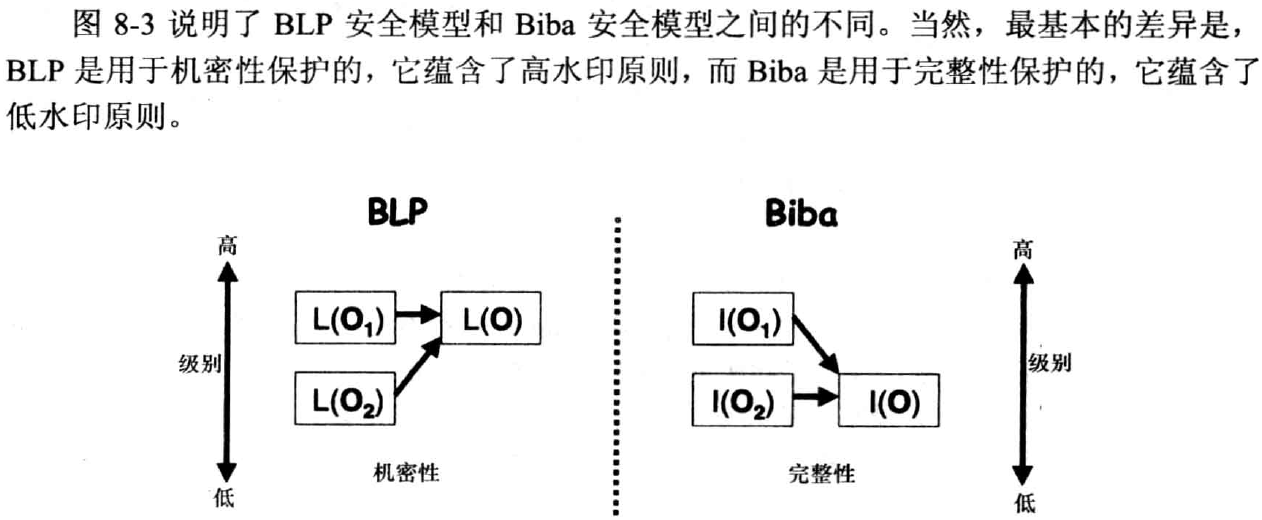 图 8-3 说明了 BLP 安全模型和 Biba 安全模型之间的不同。当然，最基本的差异是，
BLP 是用于机密性保护的，它蕴含了高水印原则，而 Biba 是用于完整性保护的，它蕴含了
低水印原则。
BLP
Biba
高
高
L(O₁)
L(O)
I(O₁)
级别
级别
L(O₂)
I(O₂)
I(O)
机密性
完整性
低
低